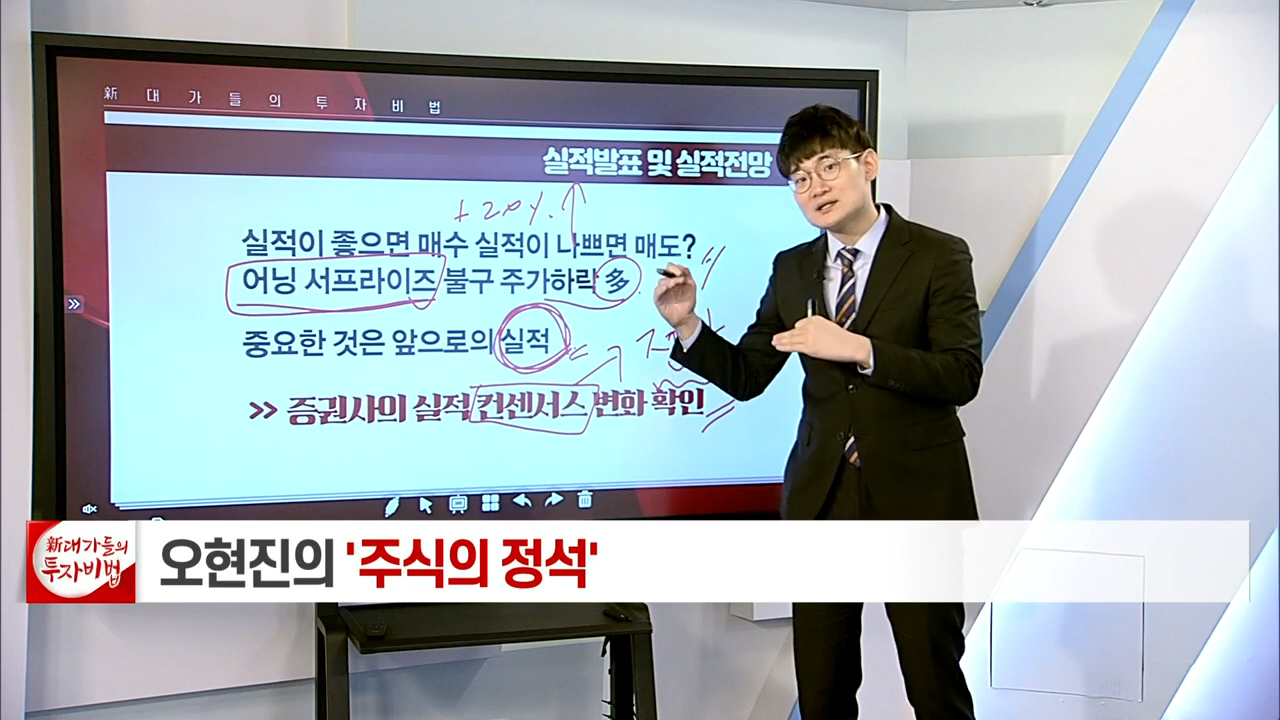 新 대 가 들 의 투 자 비 법
실적발표 및 실적전망
+20%
실적이 좋으면 매수 실적이 나쁘면 매도?
어닝 서프라이즈 불구 주가하락 多
중요한 것은 앞으로의 실적
>> 증권사의 실적 컨센서스 변화 확인
新대가들의
투자비법
오현진의 '주식의 정석'